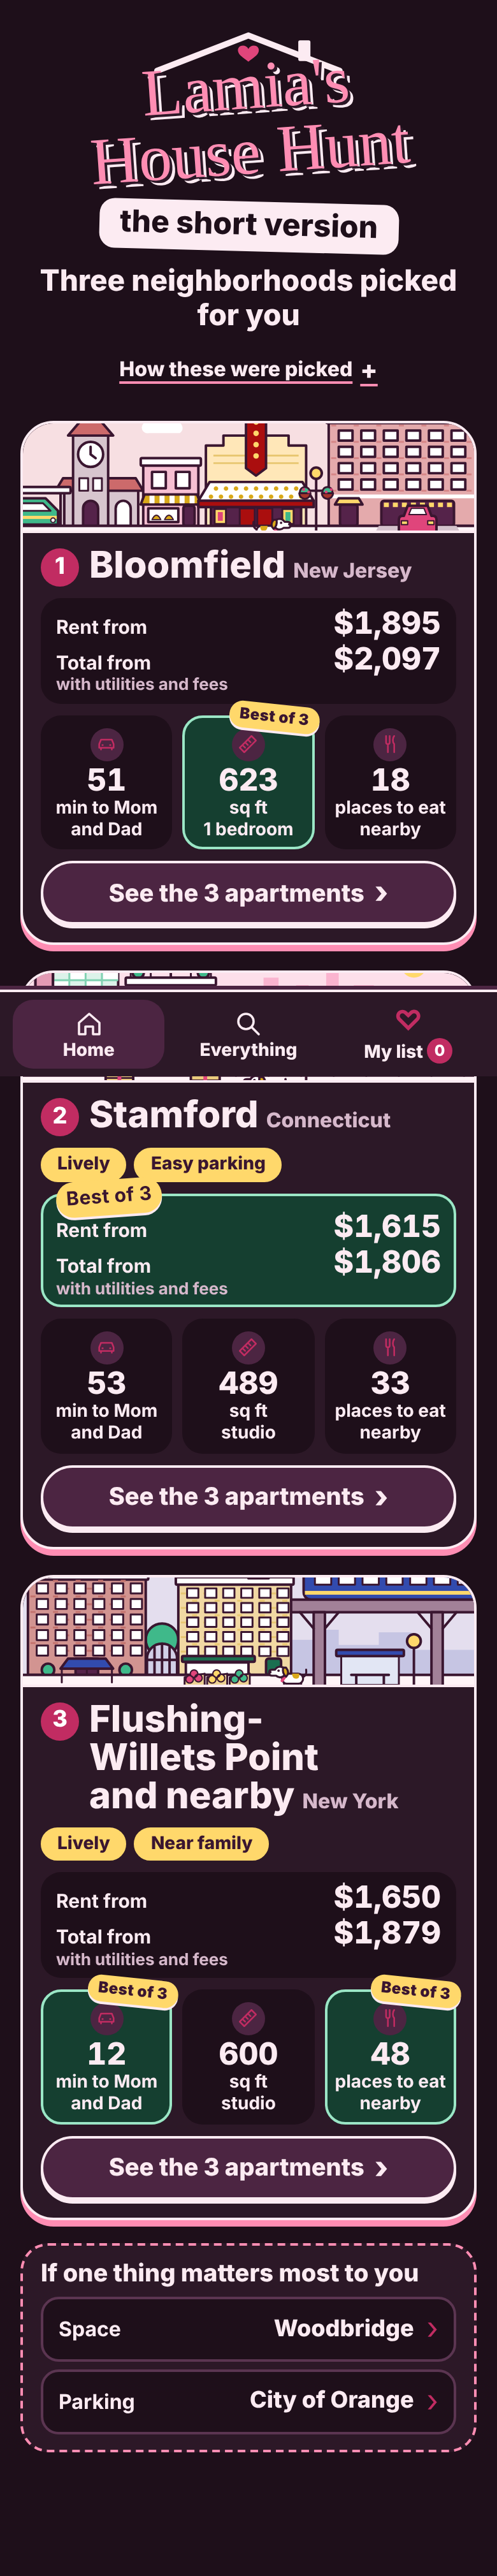 Lamia's
House Hunt
the short version
Three neighborhoods picked
for you
How these were picked +
1 Bloomfield New Jersey
Rent from $1,895
Total from $2,097
with utilities and fees
Best of 3
51
min to Mom
and Dad
623
sq ft
1 bedroom
18
places to eat
nearby
See the 3 apartments ›
Home
Everything
My list 0
2 Stamford Connecticut
Lively
Easy parking
Best of 3
Rent from $1,615
Total from $1,806
with utilities and fees
53
min to Mom
and Dad
489
sq ft
studio
33
places to eat
nearby
See the 3 apartments ›
3 Flushing-
Willets Point
and nearby New York
Lively
Near family
Rent from $1,650
Total from $1,879
with utilities and fees
Best of 3
12
min to Mom
and Dad
600
sq ft
studio
Best of 3
48
places to eat
nearby
See the 3 apartments ›
If one thing matters most to you
Space Woodbridge ›
Parking City of Orange ›